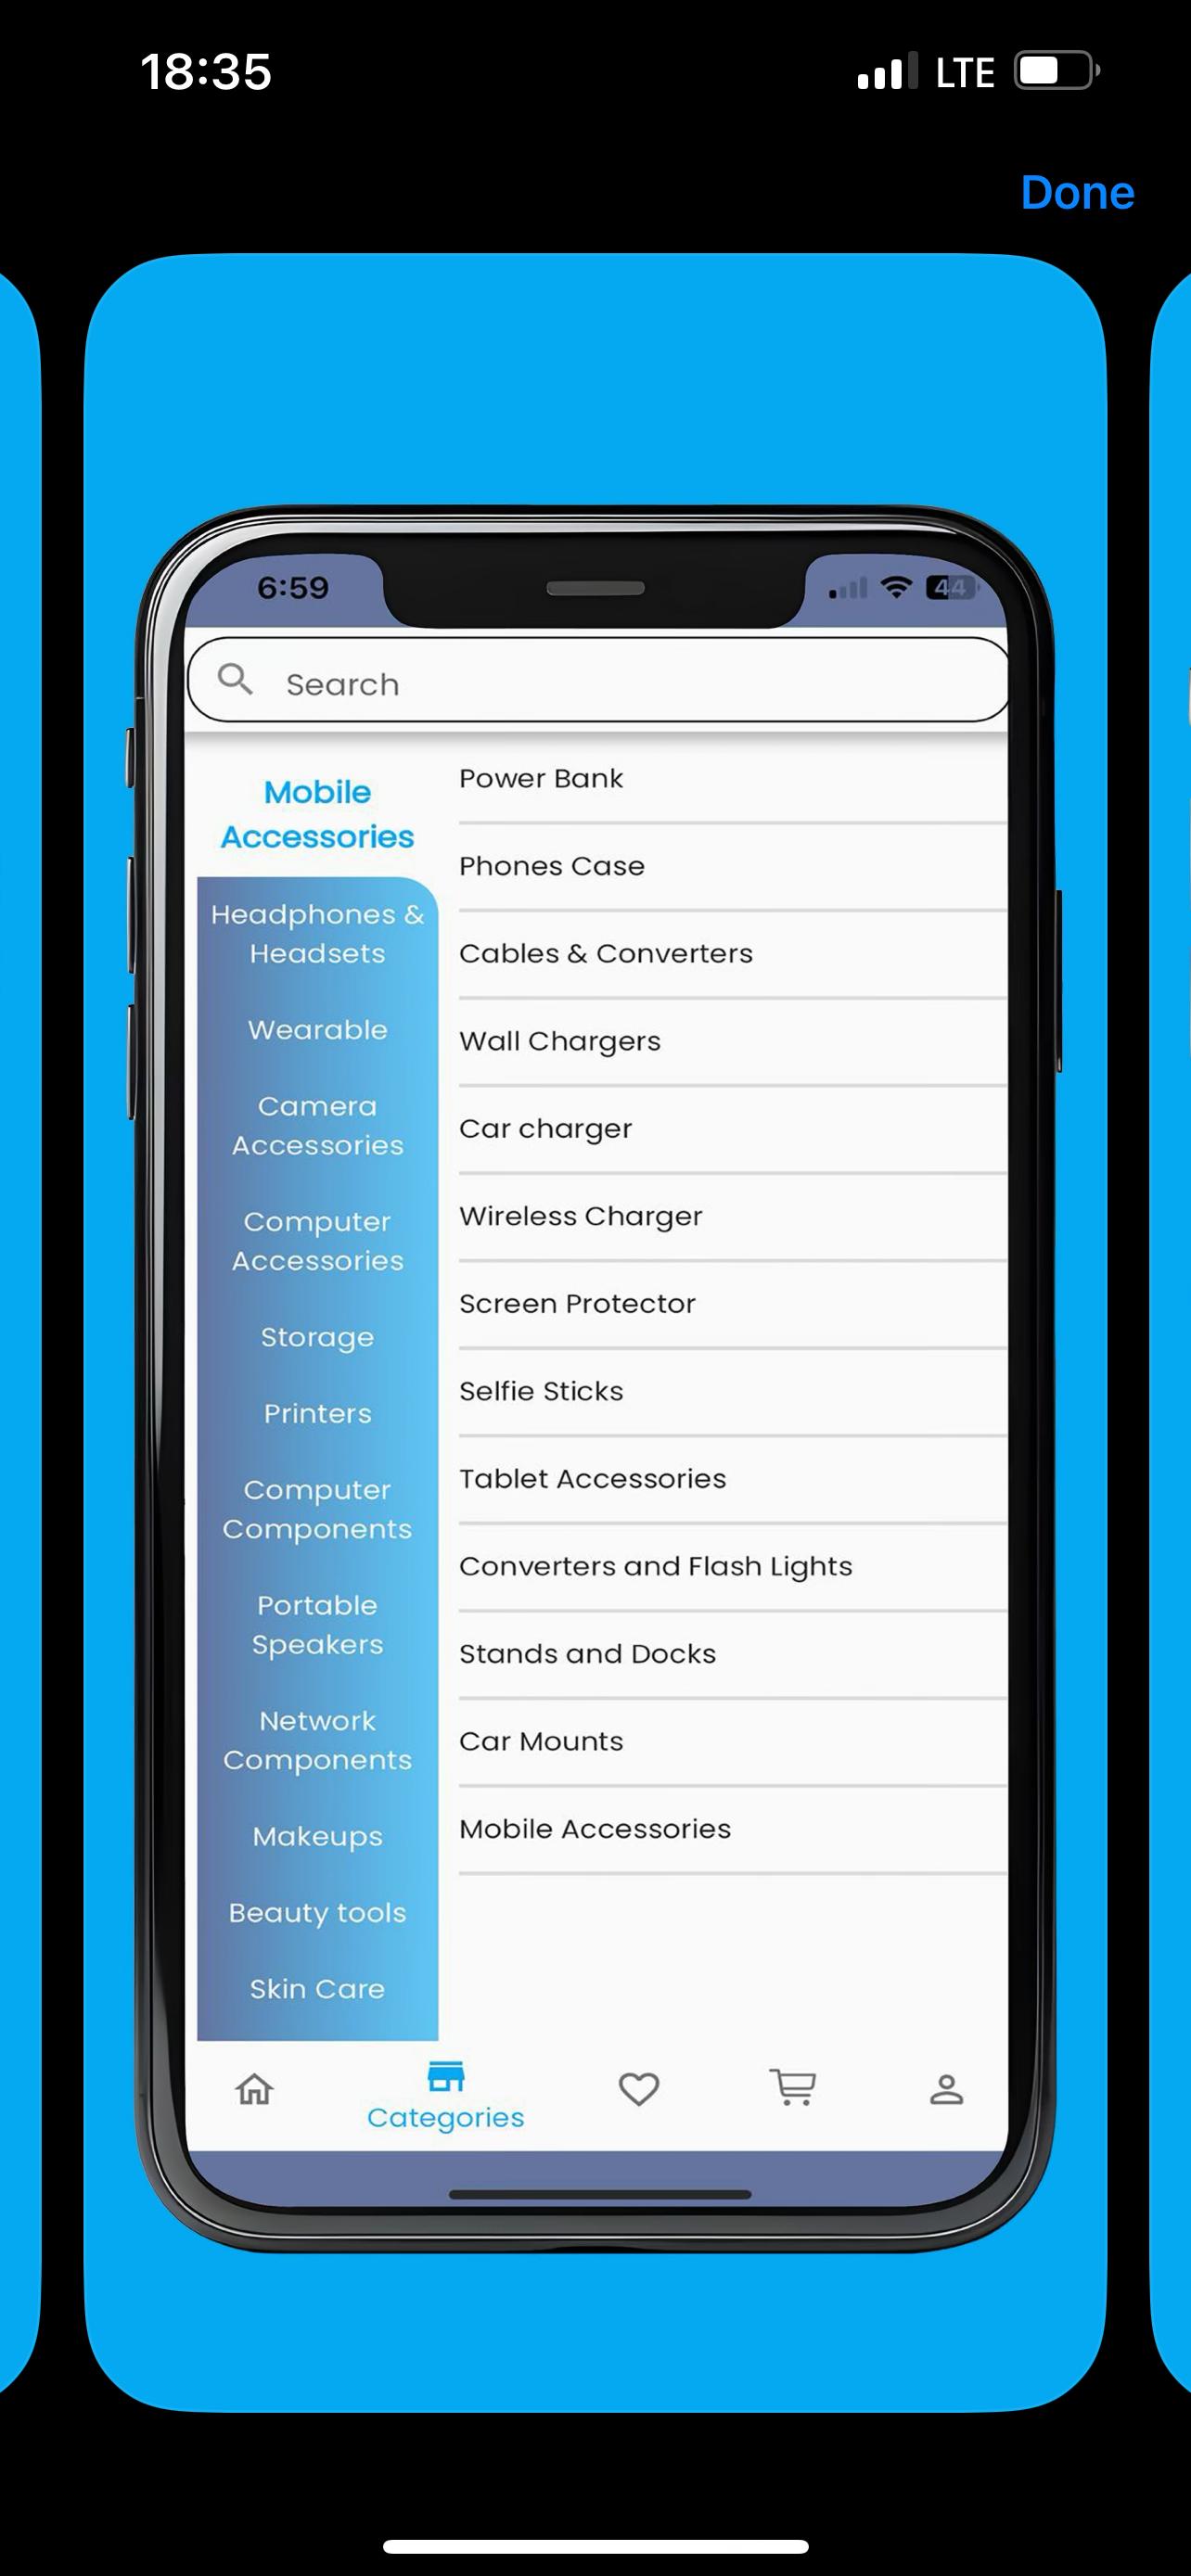 18:35
LTE
Done
6:59
44
Search
Mobile
Accessories
Headphones &
Headsets
Wearable
Camera
Accessories
Computer
Accessories
Storage
Printers
Computer
Components
Portable
Speakers
Network
Components
Makeups
Beauty tools
Skin Care
Power Bank
Phones Case
Cables & Converters
Wall Chargers
Car charger
Wireless Charger
Screen Protector
Selfie Sticks
Tablet Accessories
Converters and Flash Lights
Stands and Docks
Car Mounts
Mobile Accessories
Categories